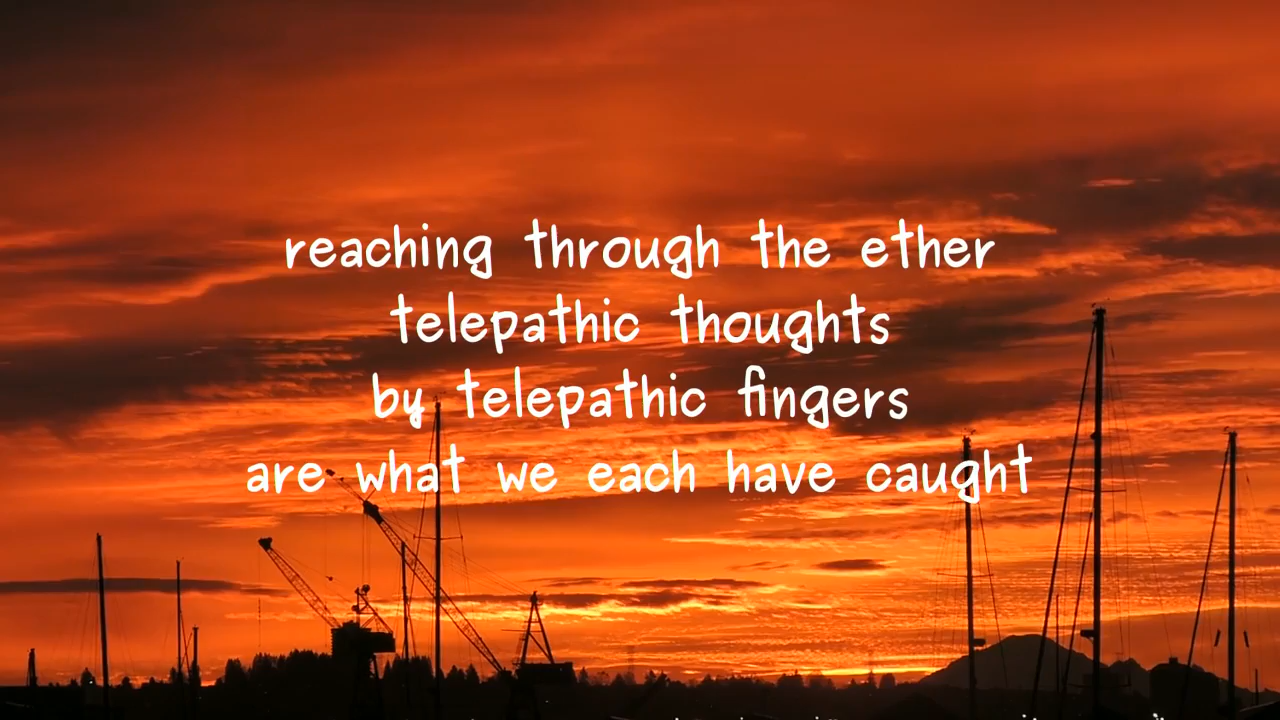 reaching through the ether
telepathic thoughts
by telepathic fingers
are what we each have caught